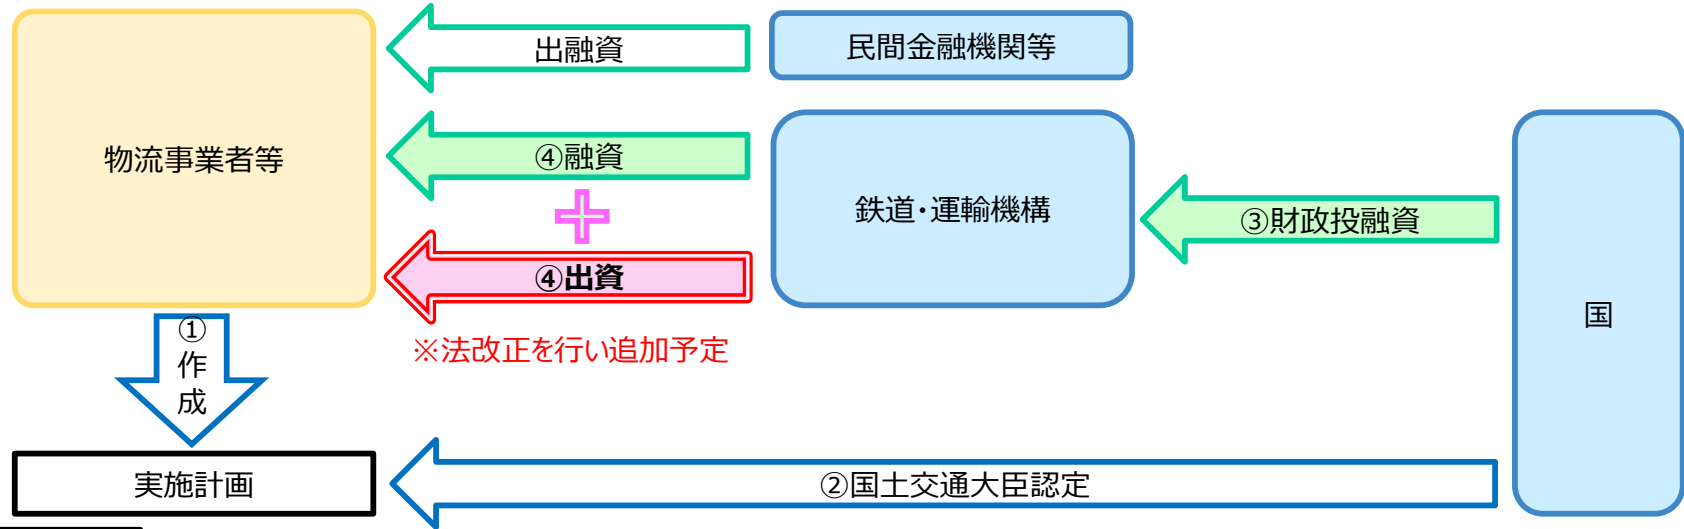 出融資
民間金融機関等
物流事業者等
④融資
鉄道・運輸機構
③財政投融資
④出資
国
※法改正を行い追加予定
①
作
成
実施計画
②国土交通大臣認定